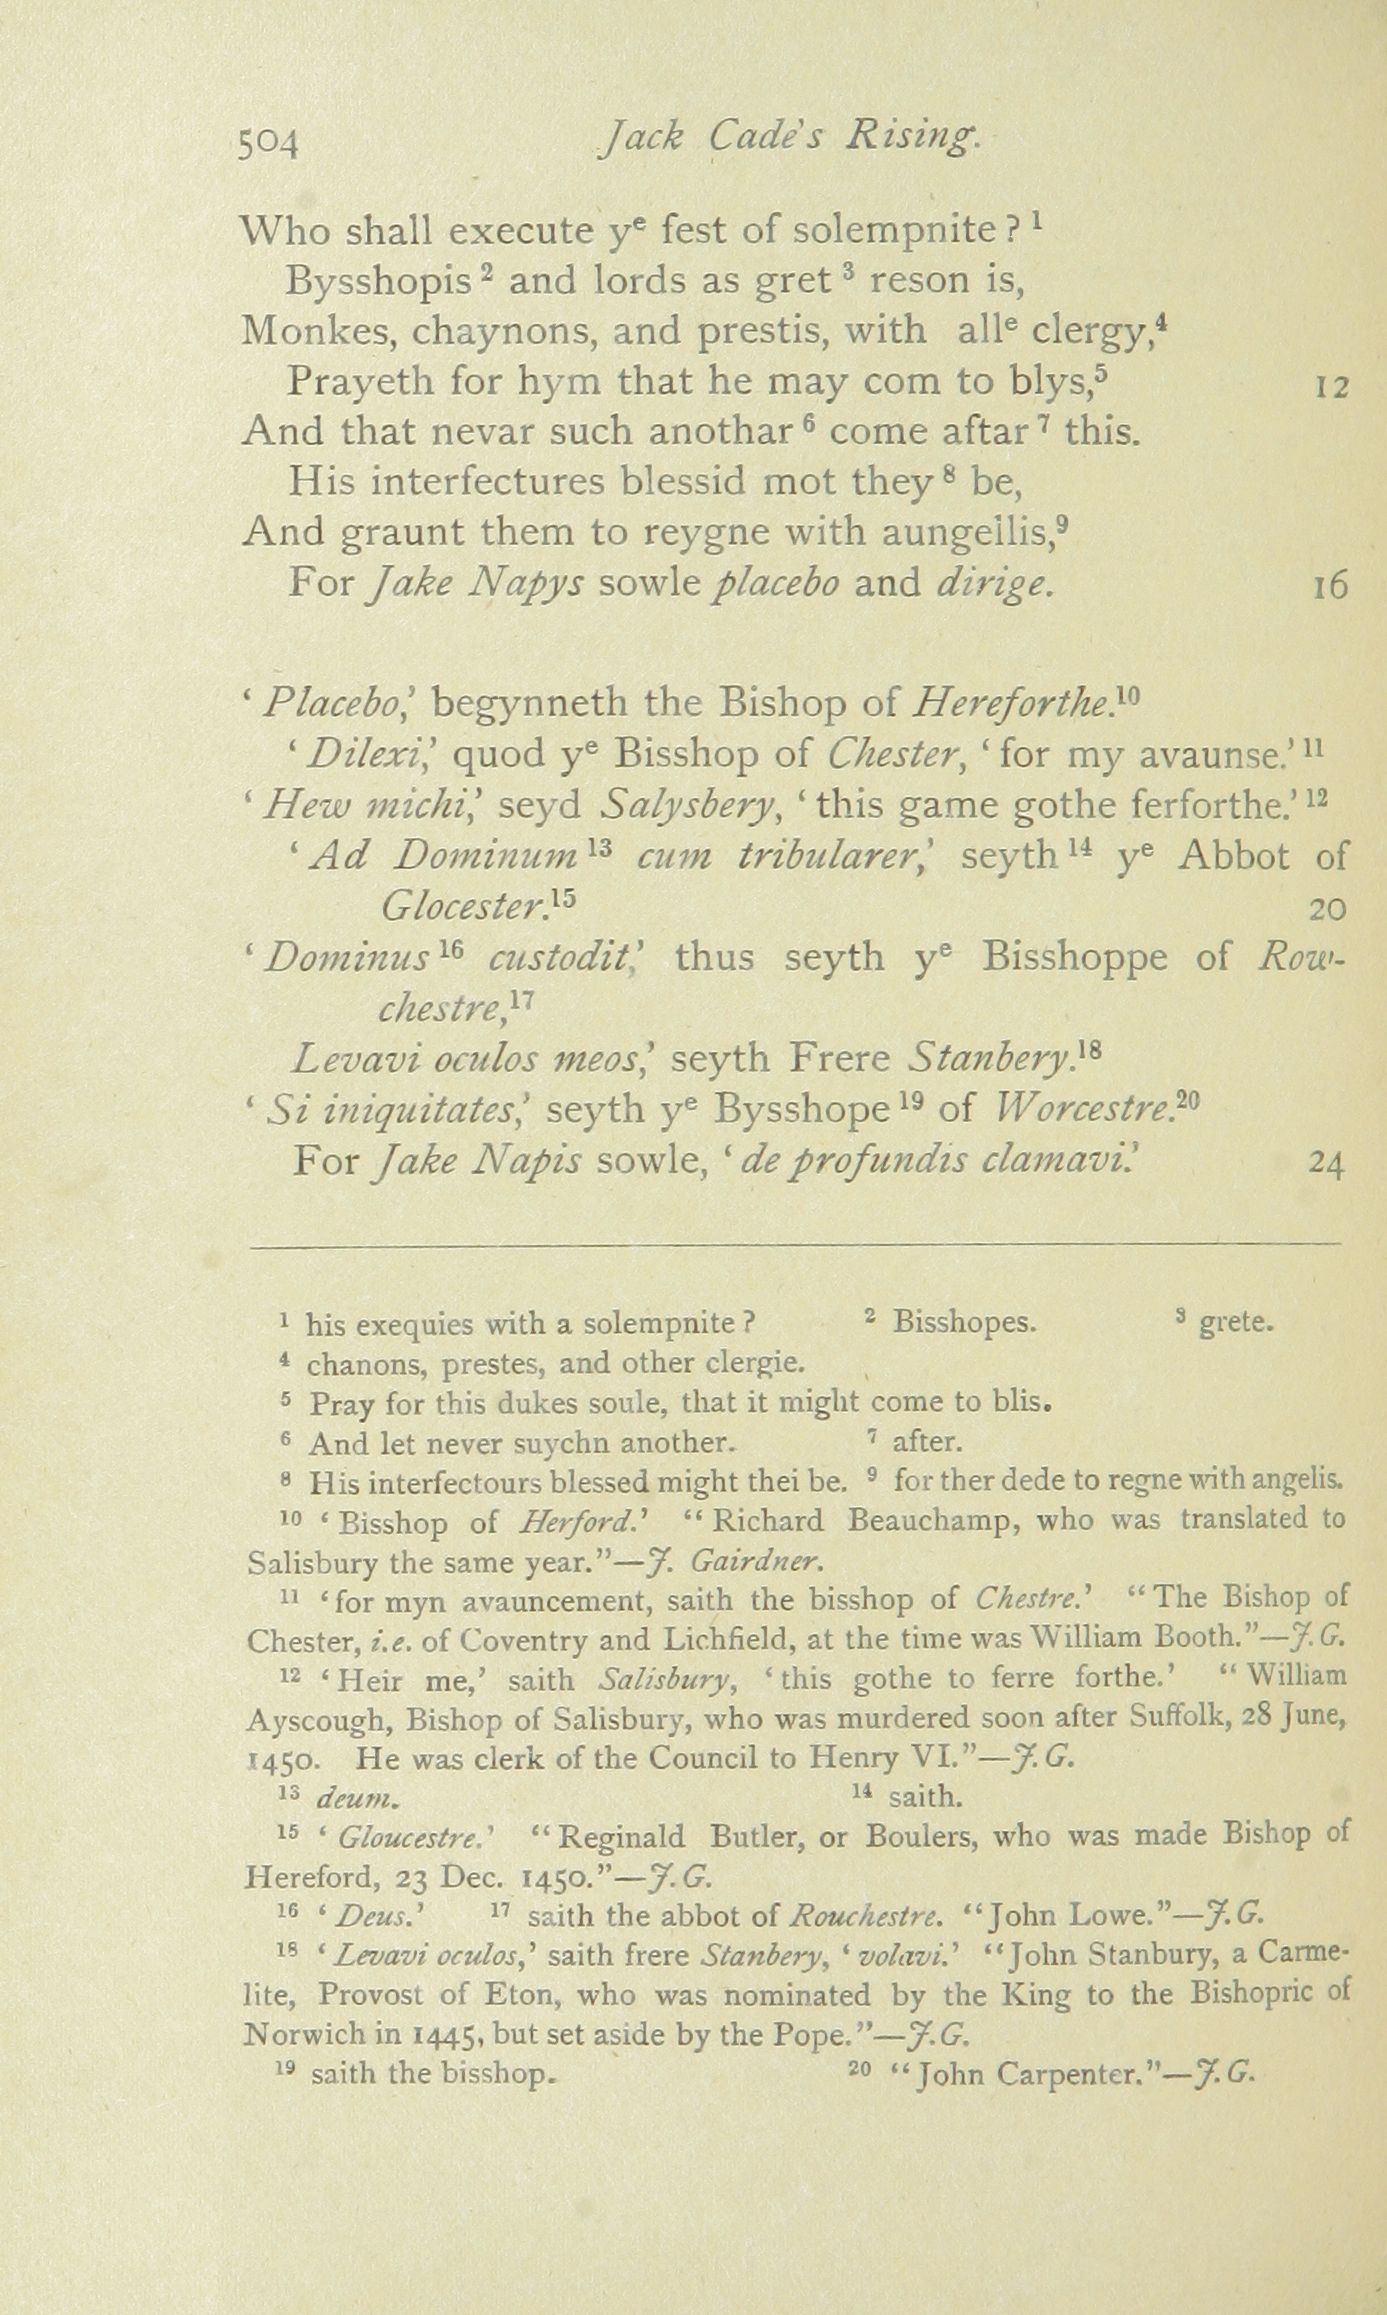 504 Jack Cade's Rising.
Who shall execute yᵉ fest of solempnite? ¹
Bysshopis ² and lords as gret ³ reson is,
Monkes, chaynons, and prestis, with allᵉ clergy,⁴
Prayeth for hym that he may com to blys,⁵ 12
And that nevar such anothar ⁶ come aftar ⁷ this.
His interfectures blessid mot they ⁸ be,
And graunt them to reygne with aungellis,⁹
For Jake Napys sowle placebo and dirige. 16
‘Placebo,’ begynneth the Bishop of Hereforthe.¹⁰
‘Dilexi,’ quod yᵉ Bisshop of Chester, ‘for my avaunse.’ ¹¹
‘Hew michi,’ seyd Salysbery, ‘this game gothe ferforthe.’ ¹²
‘Ad Dominum ¹³ cum tribularer,’ seyth ¹⁴ yᵉ Abbot of
Glocester.¹⁵ 20
‘Dominus ¹⁶ custodit,’ thus seyth yᵉ Bisshoppe of Row-
chestre,¹⁷
Levavi oculos meos,’ seyth Frere Stanbery.¹⁸
‘Si iniquitates,’ seyth yᵉ Bysshope ¹⁹ of Worcestre.²⁰
For Jake Napis sowle, ‘de profundis clamavi.’ 24
¹ his exequies with a solempnite? ² Bisshopes. ³ grete.
⁴ chanons, prestes, and other clergie.
⁵ Pray for this dukes soule, that it might come to blis.
⁶ And let never suychn another. ⁷ after.
⁸ His interfectours blessed might thei be. ⁹ for ther dede to regne with angelis.
¹⁰ ‘Bisshop of Herford.’ “Richard Beauchamp, who was translated to
Salisbury the same year.”—J. Gairdner.
¹¹ ‘for myn avauncement, saith the bisshop of Chestre.’ “The Bishop of
Chester, i.e. of Coventry and Lichfield, at the time was William Booth.”—J. G.
¹² ‘Heir me,’ saith Salisbury, ‘this gothe to ferre forthe.’ “William
Ayscough, Bishop of Salisbury, who was murdered soon after Suffolk, 28 June,
1450. He was clerk of the Council to Henry VI.”—J. G.
¹³ deum. ¹⁴ saith.
¹⁵ ‘Gloucestre.’ “Reginald Butler, or Boulers, who was made Bishop of
Hereford, 23 Dec. 1450.”—J. G.
¹⁶ ‘Deus.’ ¹⁷ saith the abbot of Rouchestre. “John Lowe.”—J. G.
¹⁸ ‘Levavi oculos,’ saith frere Stanbery, ‘volavi.’ “John Stanbury, a Carme-
lite, Provost of Eton, who was nominated by the King to the Bishopric of
Norwich in 1445, but set aside by the Pope.”—J. G.
¹⁹ saith the bisshop. ²⁰ “John Carpenter.”—J. G.